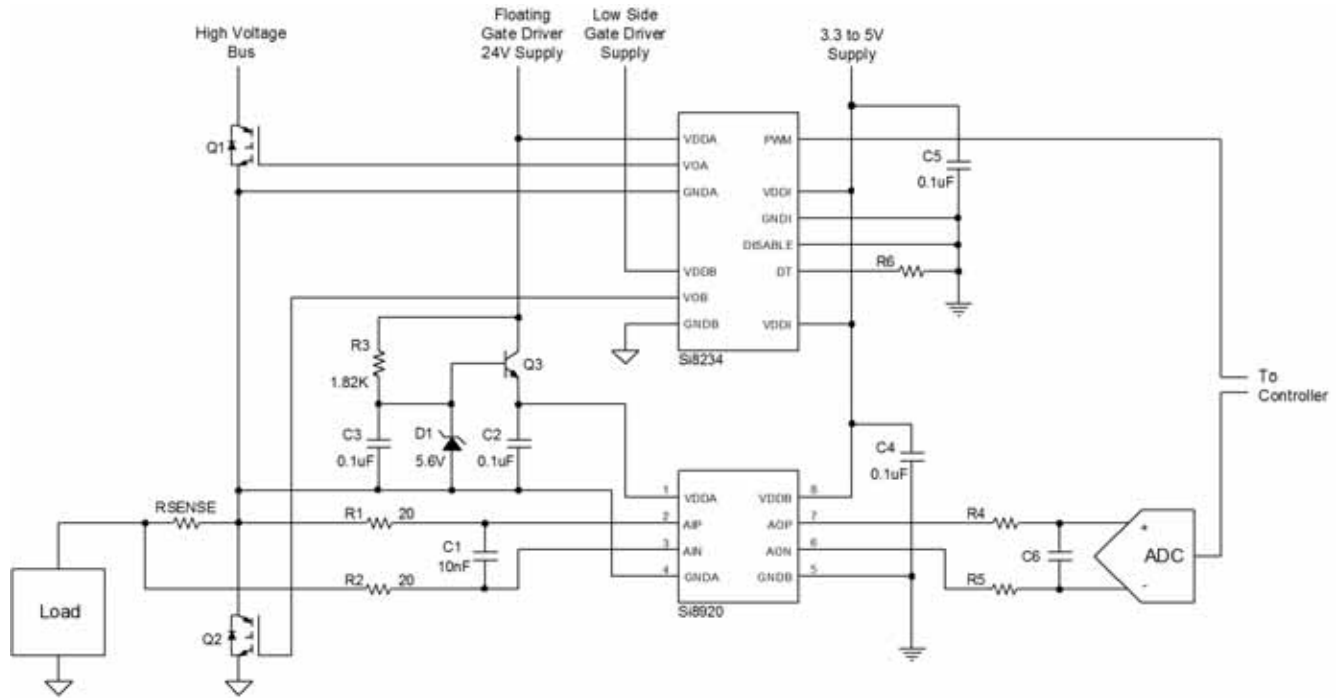 High Voltage
Bus
Floating
Gate Driver
24V Supply
Low Side
Gate Driver
Supply
3.3 to 5V
Supply
Q1
VDDA
VOA
GNDA
VDDB
VOB
GNDB
PWM
VDDI
GNDI
DISABLE
DT
VDDI
Si8234
C5
0.1uF
R6
R3
1.82K
Q3
C3
0.1uF
D1
5.6V
C2
0.1uF
C4
0.1uF
To
Controller
RSENSE
R1
20
C1
10nF
R2
20
1
2
3
4
VDDA
AIP
AIN
GNDA
VDDB
AOP
AON
GNDB
8
7
6
5
Si8920
R4
R5
C6
+
-
ADC
Load
Q2